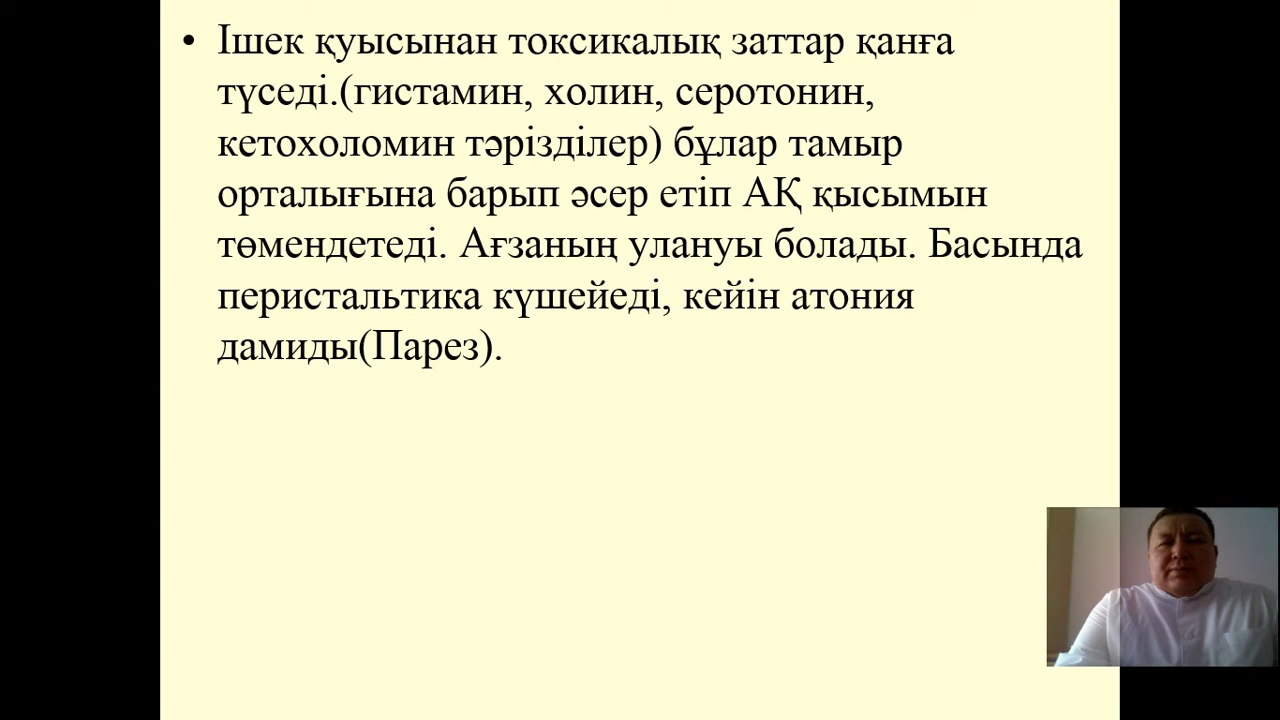 • Ішек қуысынан токсикалық заттар қанға
түседі.(гистамин, холин, серотонин,
кетохоломин тәрізділер) бұлар тамыр
орталығына барып әсер етіп АҚ қысымын
төмендетеді. Ағзаның улануы болады. Басында
перистальтика күшейеді, кейін атония
дамиды(Парез).